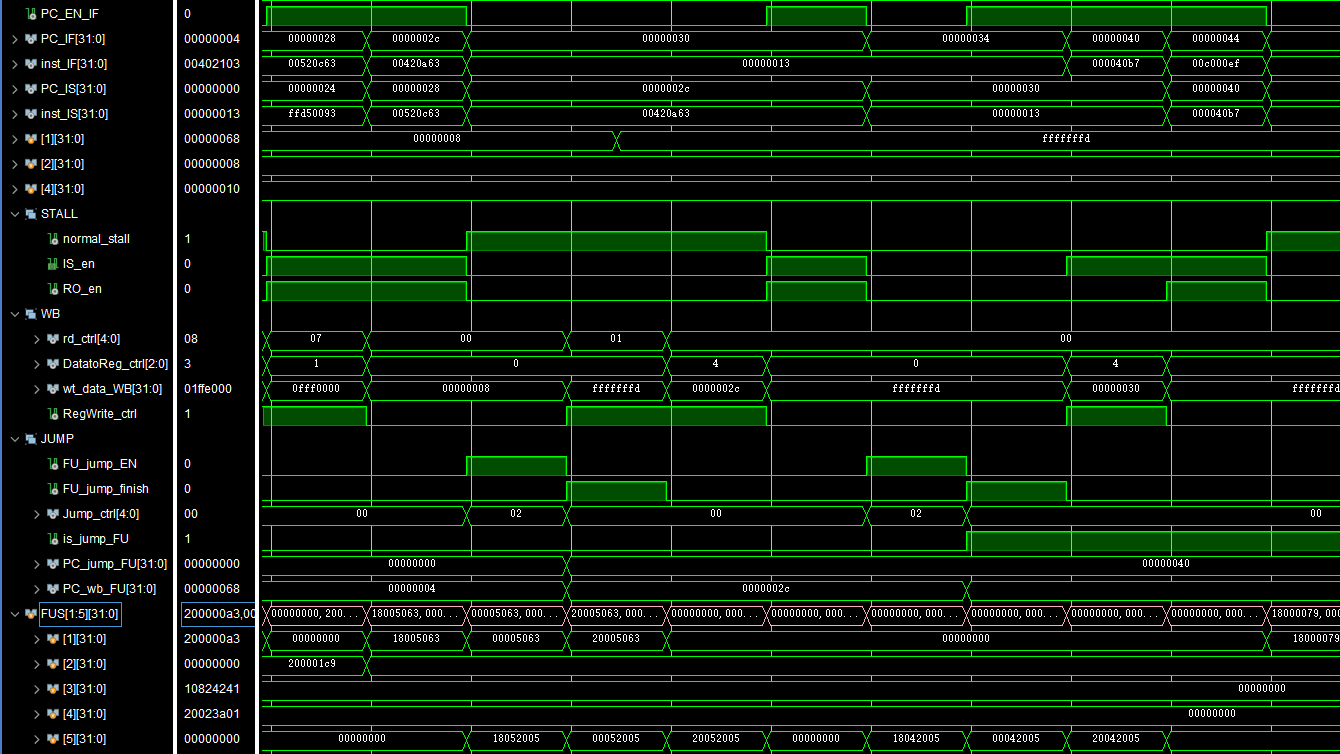 PC_EN_IF 0
PC_IF[31:0] 00000004 00000028 0000002c 00000030 00000034 00000040 00000044
inst_IF[31:0] 00402103 00520c63 00420a63 00000013 000040b7 00c000ef
PC_IS[31:0] 00000000 00000024 00000028 0000002c 00000030 00000040
inst_IS[31:0] 00000013 ffd50093 00520c63 00420a63 00000013 000040b7
[1][31:0] 00000068 00000008 fffffffd
[2][31:0] 00000008
[4][31:0] 00000010
STALL
normal_stall 1
IS_en 0
RO_en 0
WB
rd_ctrl[4:0] 08 07 00 01 00
DatatoReg_ctrl[2:0] 3 1 0 4 0 4
wt_data_WB[31:0] 01ffe000 0fff0000 00000008 fffffffd 0000002c fffffffd 00000030 fffffffd
RegWrite_ctrl 1
JUMP
FU_jump_EN 0
FU_jump_finish 0
Jump_ctrl[4:0] 00 00 02 00 02 00
is_jump_FU 1
PC_jump_FU[31:0] 00000000 00000000 00000040
PC_wb_FU[31:0] 00000068 00000004 0000002c
FUS[1:5][31:0] 200000a3,00 00000000, 200... 18005063, 000... 00005063, 000... 20005063, 000... 00000000, 000... 00000000, 000... 00000000, 000... 00000000, 000... 00000000, 000... 00000000, 000... 18000079, 000
[1][31:0] 200000a3 00000000 18005063 00005063 20005063 00000000 18000079
[2][31:0] 00000000 200001c9
[3][31:0] 10824241 00000000
[4][31:0] 20023a01 00000000
[5][31:0] 00000000 00000000 18052005 00052005 20052005 00000000 18042005 00042005 20042005